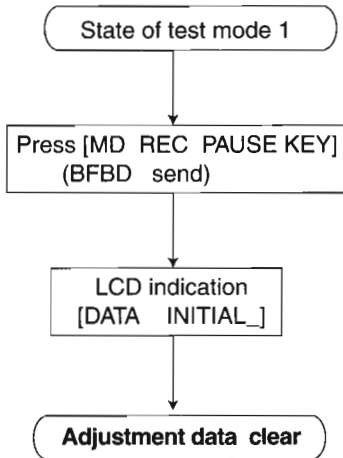 State of test mode 1
Press [MD REC PAUSE KEY]
(BFBD send)
LCD indication
[DATA INITIAL_]
Adjustment data clear